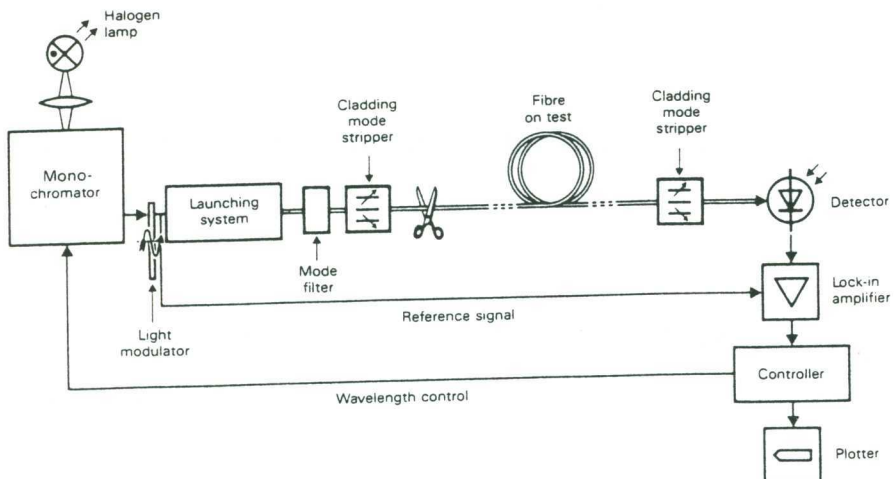 Halogen
lamp
Mono-
chromator
Launching
system
Light
modulator
Mode
filter
Cladding
mode
stripper
Fibre
on test
Cladding
mode
stripper
Detector
Lock-in
amplifier
Reference signal
Controller
Wavelength control
Plotter